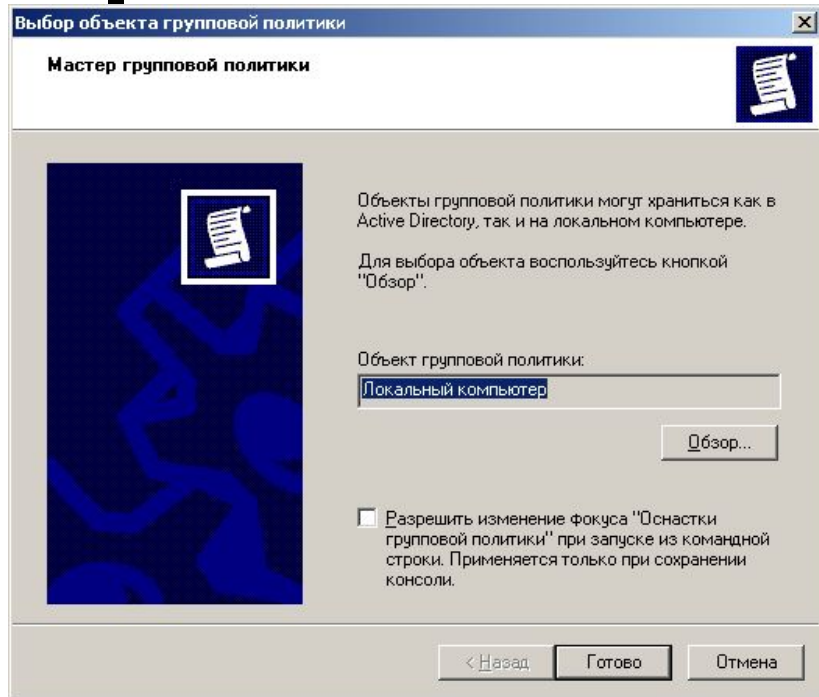 Выбор объекта групповой политики
Мастер групповой политики
Объекты групповой политики могут храниться как в
Active Directory, так и на локальном компьютере.
Для выбора объекта воспользуйтесь кнопкой
"Обзор".
Объект групповой политики:
Локальный компьютер
Обзор...
Разрешить изменение фокуса "Оснастки
групповой политики" при запуске из командной
строки. Применяется только при сохранении
консоли.
< Назад Готово Отмена